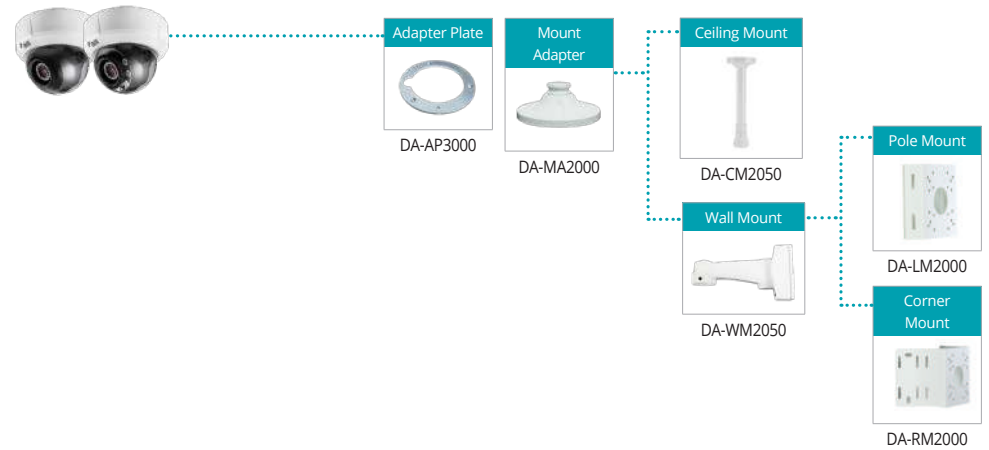 Adapter Plate
DA-AP3000
Mount
Adapter
DA-MA2000
Ceiling Mount
DA-CM2050
Wall Mount
DA-WM2050
Pole Mount
DA-LM2000
Corner
Mount
DA-RM2000